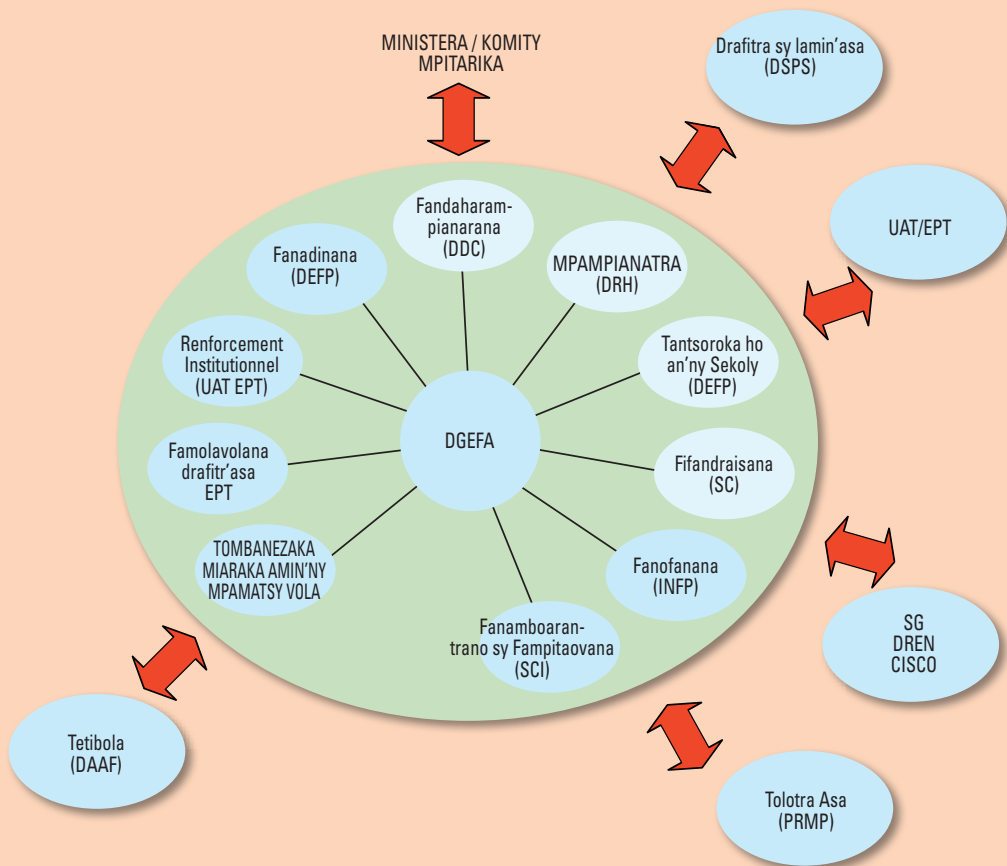 MINISTERA / KOMITY
MPITARIKA
Drafitra sy lamin’asa
(DSPS)
UAT/EPT
Fandaharam-
pianarana
(DDC)
Fanadinana
(DEFP)
MPAMPIANATRA
(DRH)
Renforcement
Institutionnel
(UAT EPT)
Tantsoroka ho
an’ny Sekoly
(DEFP)
DGEFA
Famolavolana
drafitr’asa
EPT
Fifandraisana
(SC)
TOMBANEZAKA
MIARAKA AMIN’NY
MPAMATSY VOLA
Fanofanana
(INFP)
Fanamboaran-
trano sy Fampitaovana
(SCI)
SG
DREN
CISCO
Tetibola
(DAAF)
Tolotra Asa
(PRMP)